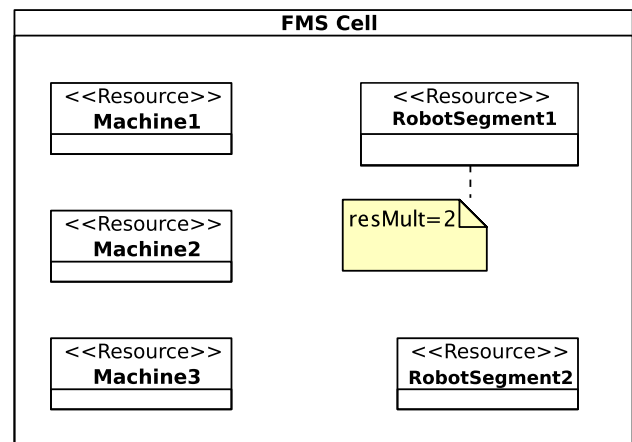 FMS Cell
<<Resource>>
Machine1
<<Resource>>
RobotSegment1
resMult=2
<<Resource>>
Machine2
<<Resource>>
Machine3
<<Resource>>
RobotSegment2